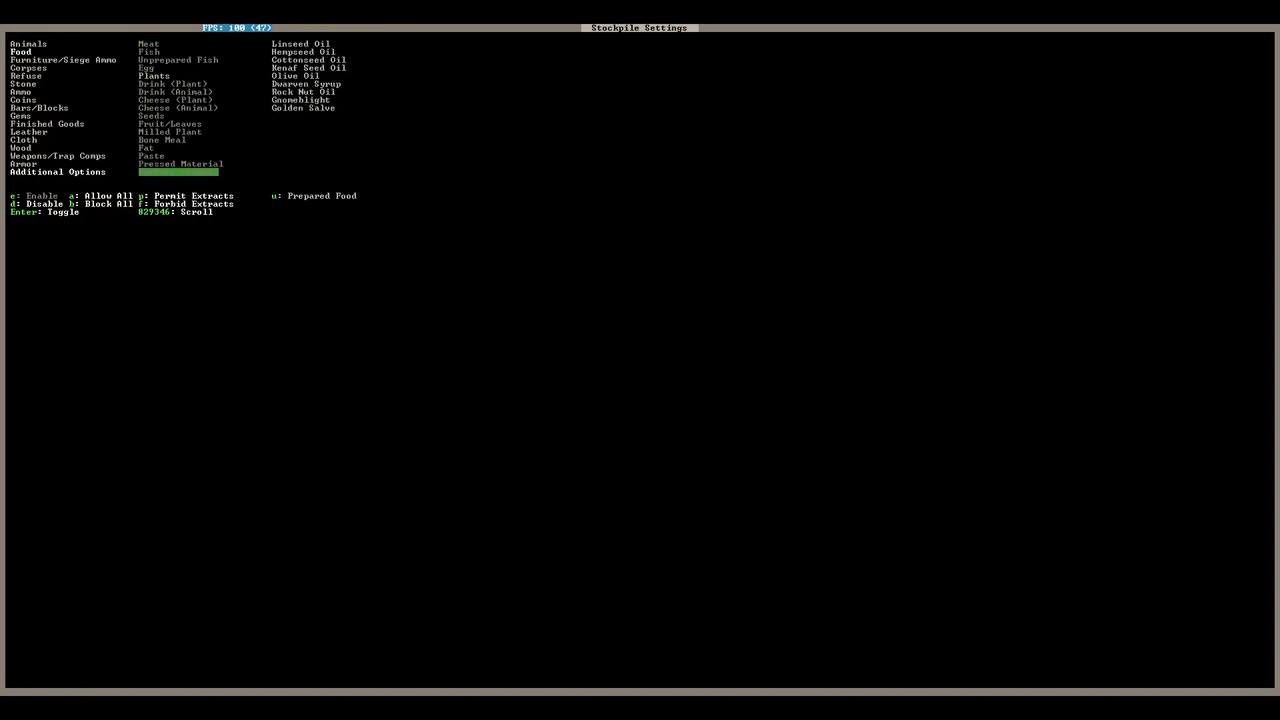 FPS: 100 (47)
Stockpile Settings
Animals Meat Linseed Oil
Food Fish Hempseed Oil
Furniture/Siege Ammo Unprepared Fish Cottonseed Oil
Corpses Egg Kenaf Seed Oil
Refuse Plants Olive Oil
Stone Drink (Plant) Dwarven Syrup
Ammo Drink (Animal) Rock Nut Oil
Coins Cheese (Plant) Gnomeblight
Bars/Blocks Cheese (Animal) Golden Salve
Gems Seeds
Finished Goods Fruit/Leaves
Leather Milled Plant
Cloth Bone Meal
Wood Fat
Weapons/Trap Comps Paste
Armor Pressed Material
Additional Options
e: Enable a: Allow All p: Permit Extracts u: Prepared Food
d: Disable b: Block All f: Forbid Extracts
Enter: Toggle 829346: Scroll